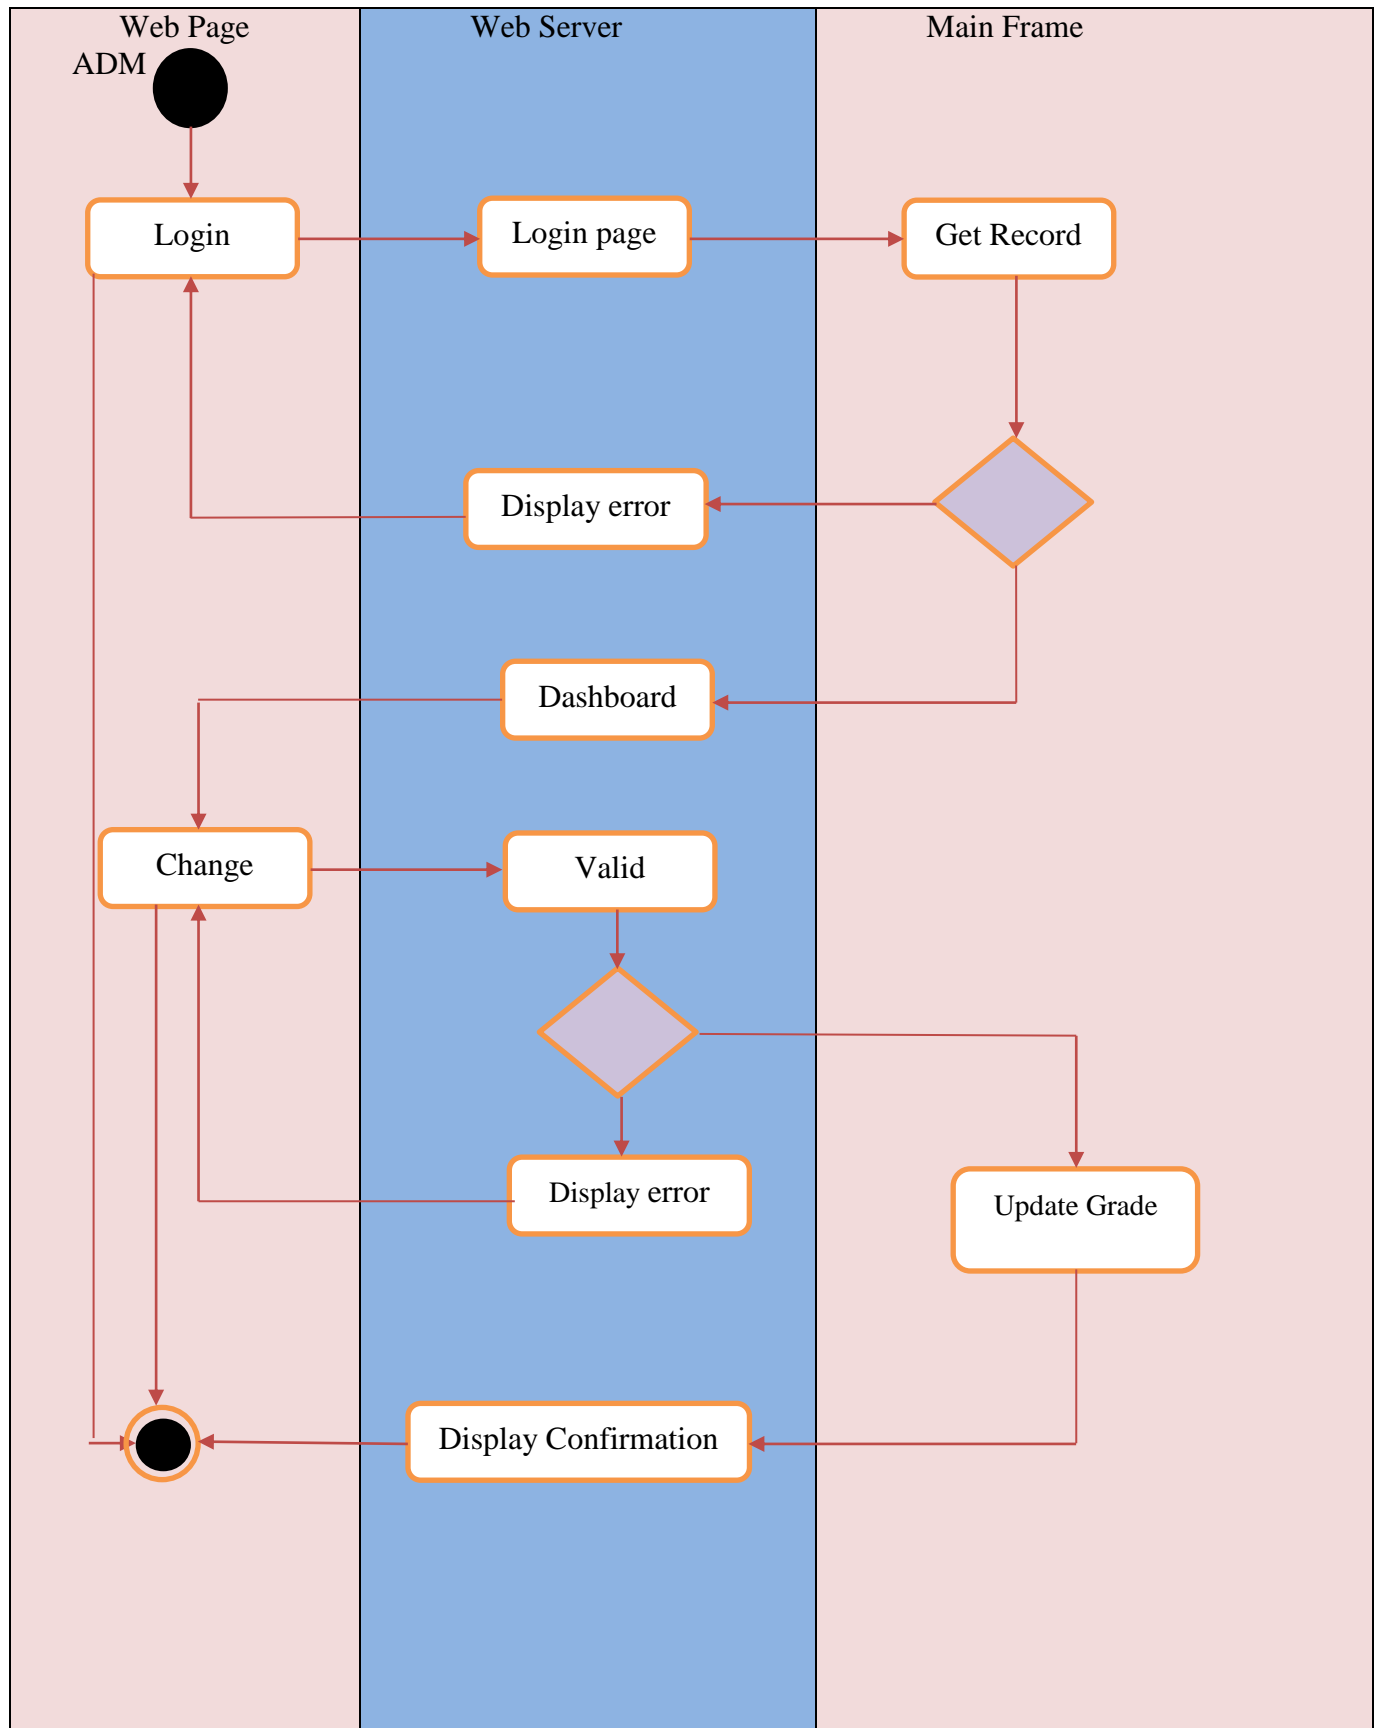 Web Page
Web Server
Main Frame
ADM
Login
Login page
Get Record
Display error
Dashboard
Change
Valid
Display error
Update Grade
Display Confirmation